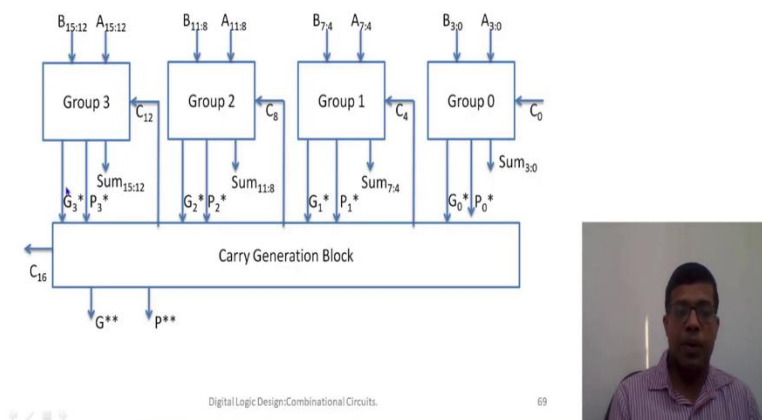 B15:12 A15:12 B11:8 A11:8 B7:4 A7:4 B3:0 A3:0
Group 3 Group 2 Group 1 Group 0
C12 C8 C4 C0
Sum15:12 Sum11:8 Sum7:4 Sum3:0
G3* P3* G2* P2* G1* P1* G0* P0*
Carry Generation Block
C16
G** P**
Digital Logic Design:Combinational Circuits. 69